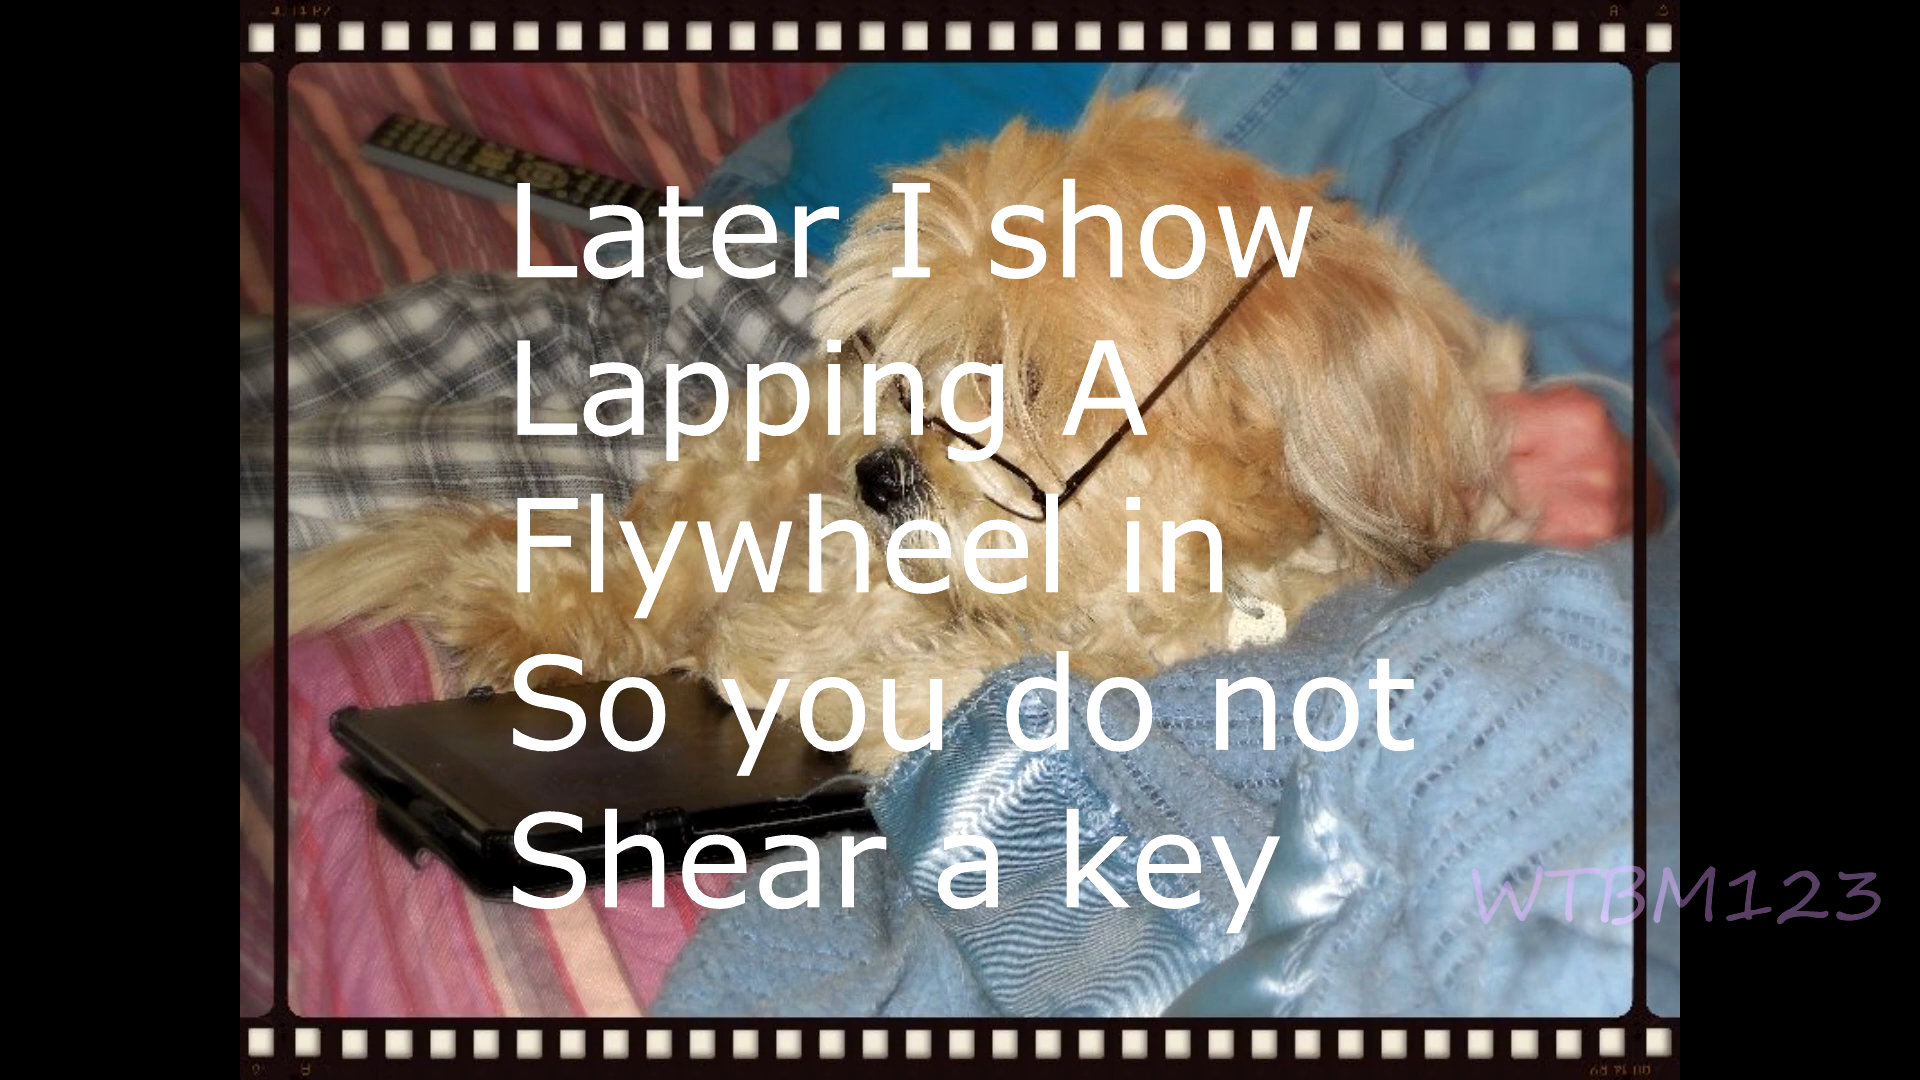 Later I show
Lapping A
Flywheel in
So you do not
Shear a key
WTBM123